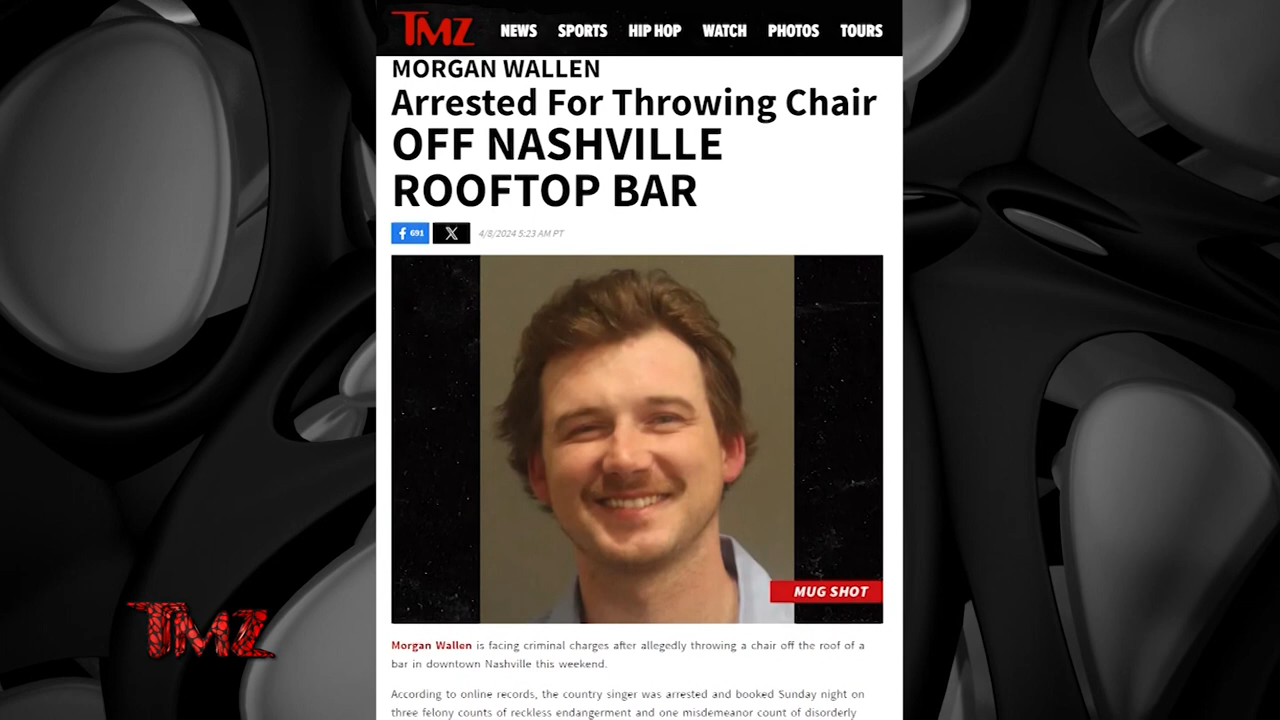 TMZ NEWS SPORTS HIP HOP WATCH PHOTOS TOURS
MORGAN WALLEN
Arrested For Throwing Chair
OFF NASHVILLE
ROOFTOP BAR
f 691 X 4/8/2024 5:23 AM PT
MUG SHOT
TMZ
Morgan Wallen is facing criminal charges after allegedly throwing a chair off the roof of a
bar in downtown Nashville this weekend.
According to online records, the country singer was arrested and booked Sunday night on
three felony counts of reckless endangerment and one misdemeanor count of disorderly